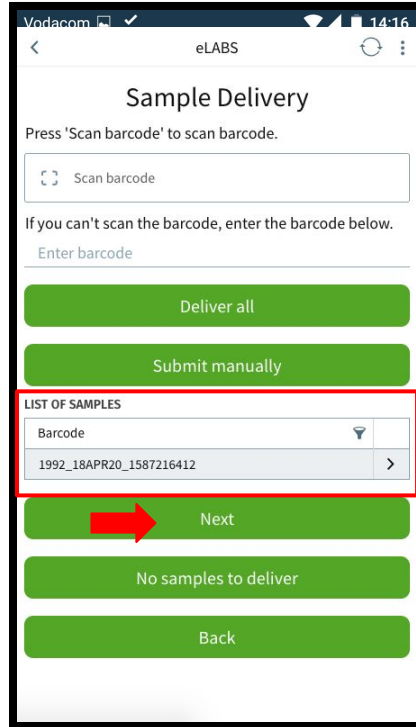 Vodacom 14:16
eLABS
Sample Delivery
Press 'Scan barcode' to scan barcode.
Scan barcode
If you can't scan the barcode, enter the barcode below.
Enter barcode
Deliver all
Submit manually
LIST OF SAMPLES
Barcode
1992_18APR20_1587216412
Next
No samples to deliver
Back